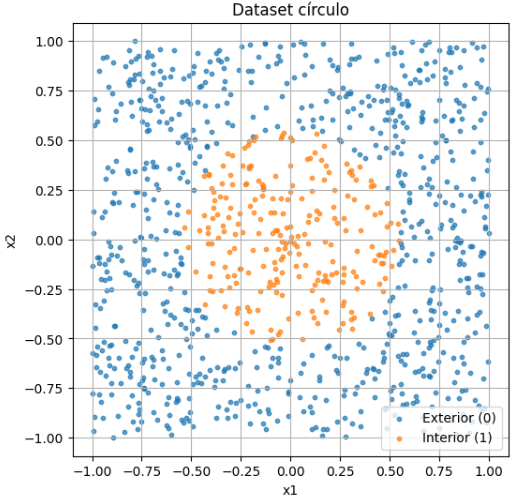 Dataset círculo
1.00
0.75
0.50
0.25
0.00
−0.25
−0.50
−0.75
−1.00
x2
Exterior (0)
Interior (1)
−1.00 −0.75 −0.50 −0.25 0.00 0.25 0.50 0.75 1.00
x1